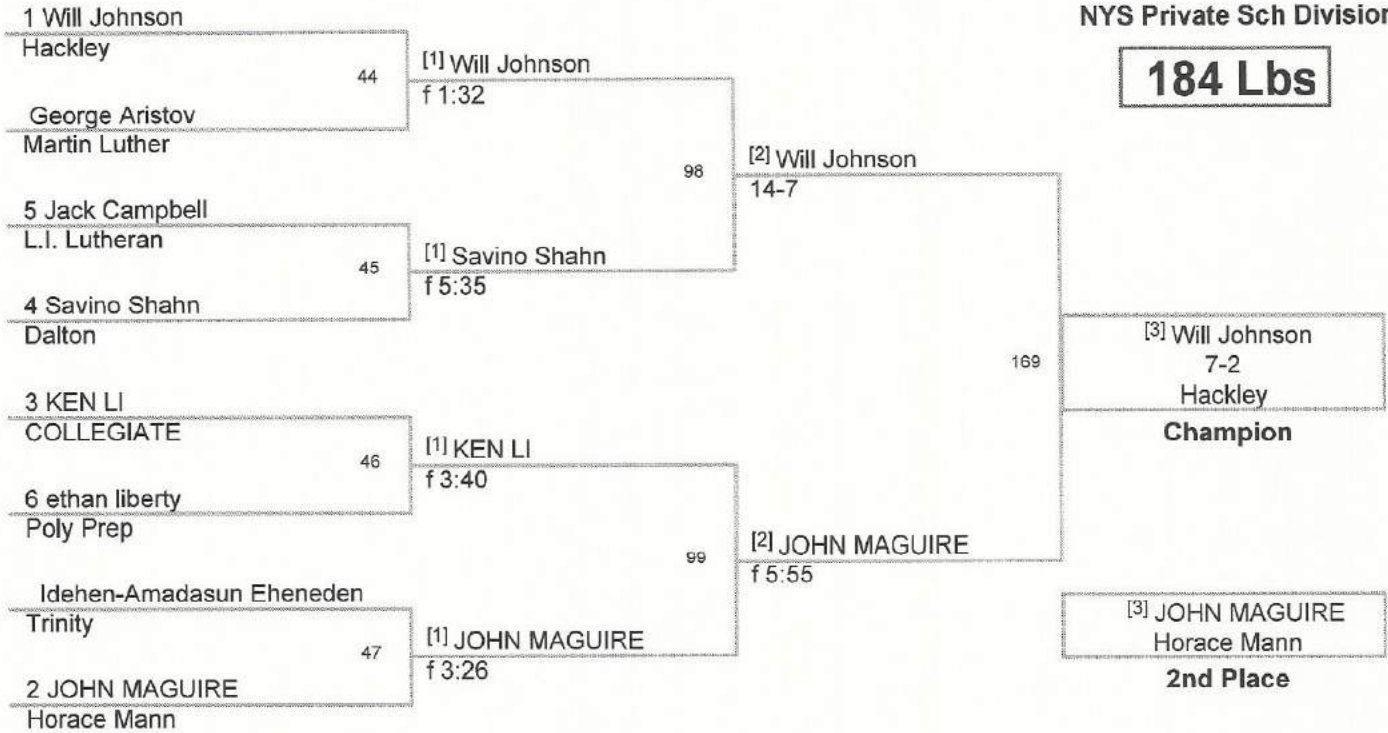 NYS Private Sch Division
184 Lbs
1 Will Johnson
Hackley
44
George Aristov
Martin Luther
[1] Will Johnson
f 1:32
5 Jack Campbell
L.I. Lutheran
45
4 Savino Shahn
Dalton
[1] Savino Shahn
f 5:35
98
[2] Will Johnson
14-7
3 KEN LI
COLLEGIATE
46
6 ethan liberty
Poly Prep
[1] KEN LI
f 3:40
Idehen-Amadasun Eheneden
Trinity
47
2 JOHN MAGUIRE
Horace Mann
[1] JOHN MAGUIRE
f 3:26
99
[2] JOHN MAGUIRE
f 5:55
169
[3] Will Johnson
7-2
Hackley
Champion
[3] JOHN MAGUIRE
Horace Mann
2nd Place